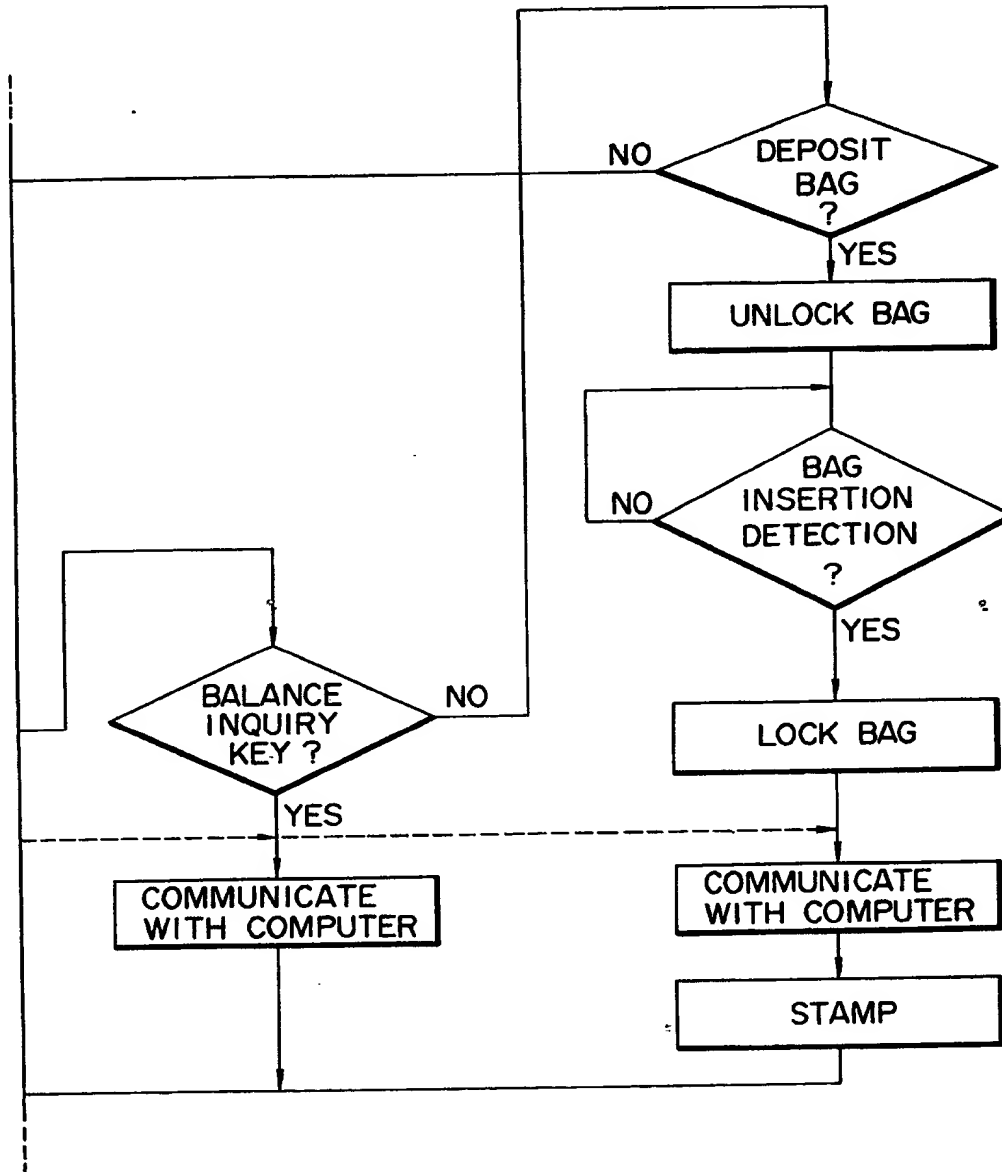 DEPOSIT
BAG
?
NO
YES
UNLOCK BAG
BAG
INSERTION
DETECTION
?
NO
YES
LOCK BAG
BALANCE
INQUIRY
KEY ?
NO
YES
COMMUNICATE
WITH COMPUTER
COMMUNICATE
WITH COMPUTER
STAMP